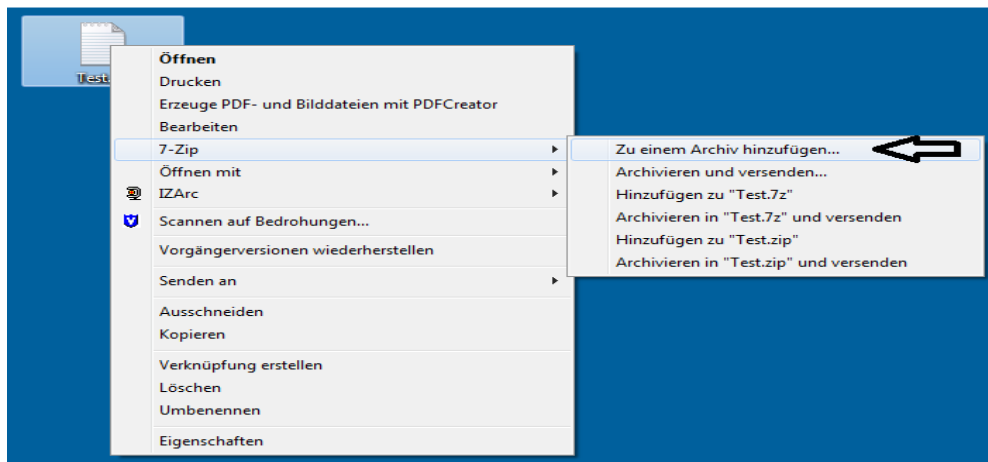 Test
Öffnen
Drucken
Erzeuge PDF- und Bilddateien mit PDFCreator
Bearbeiten
7-Zip
Öffnen mit
IZArc
Scannen auf Bedrohungen...
Vorgängerversionen wiederherstellen
Senden an
Ausschneiden
Kopieren
Verknüpfung erstellen
Löschen
Umbenennen
Eigenschaften
Zu einem Archiv hinzufügen...
Archivieren und versenden...
Hinzufügen zu "Test.7z"
Archivieren in "Test.7z" und versenden
Hinzufügen zu "Test.zip"
Archivieren in "Test.zip" und versenden